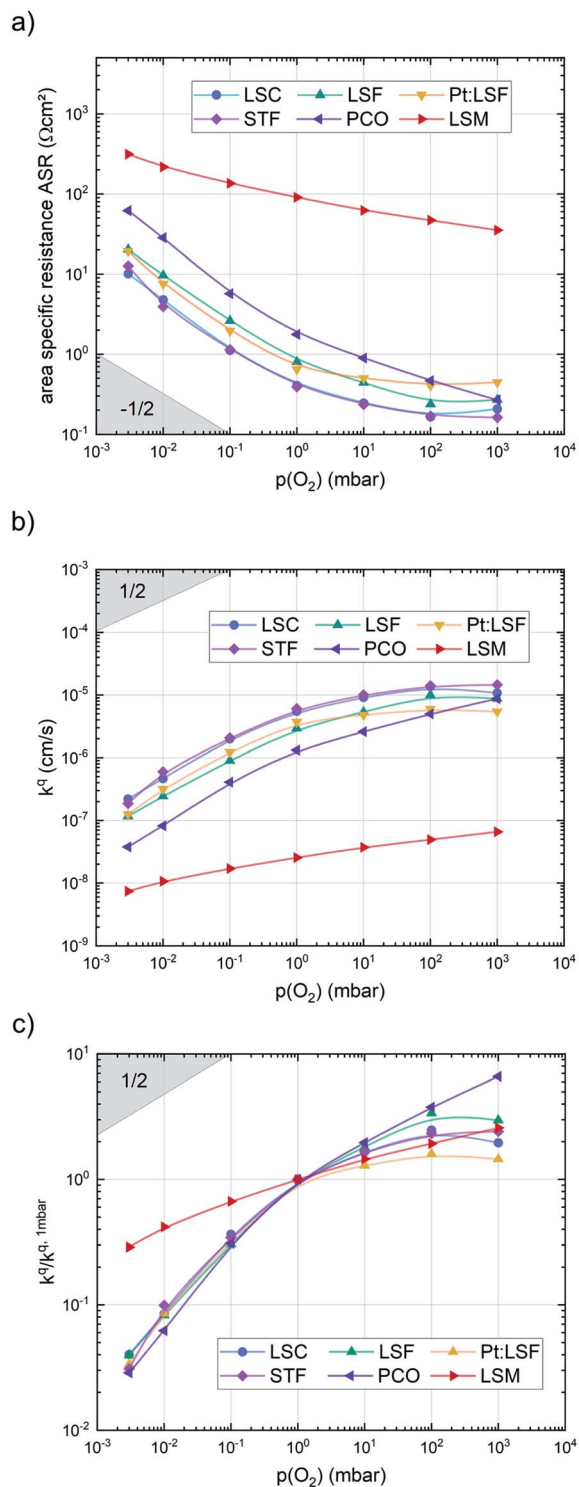 a)
area specific resistance ASR (Ωcm²)
10³
10²
10¹
10⁰
10⁻¹
LSC LSF Pt:LSF
STF PCO LSM
-1/2
10⁻³ 10⁻² 10⁻¹ 10⁰ 10¹ 10² 10³ 10⁴
p(O₂) (mbar)
b)
k^q (cm/s)
10⁻³
10⁻⁴
10⁻⁵
10⁻⁶
10⁻⁷
10⁻⁸
10⁻⁹
1/2
LSC LSF Pt:LSF
STF PCO LSM
10⁻³ 10⁻² 10⁻¹ 10⁰ 10¹ 10² 10³ 10⁴
p(O₂) (mbar)
c)
k^q/k^q, 1mbar
10¹
10⁰
10⁻¹
10⁻²
1/2
LSC LSF Pt:LSF
STF PCO LSM
10⁻³ 10⁻² 10⁻¹ 10⁰ 10¹ 10² 10³ 10⁴
p(O₂) (mbar)